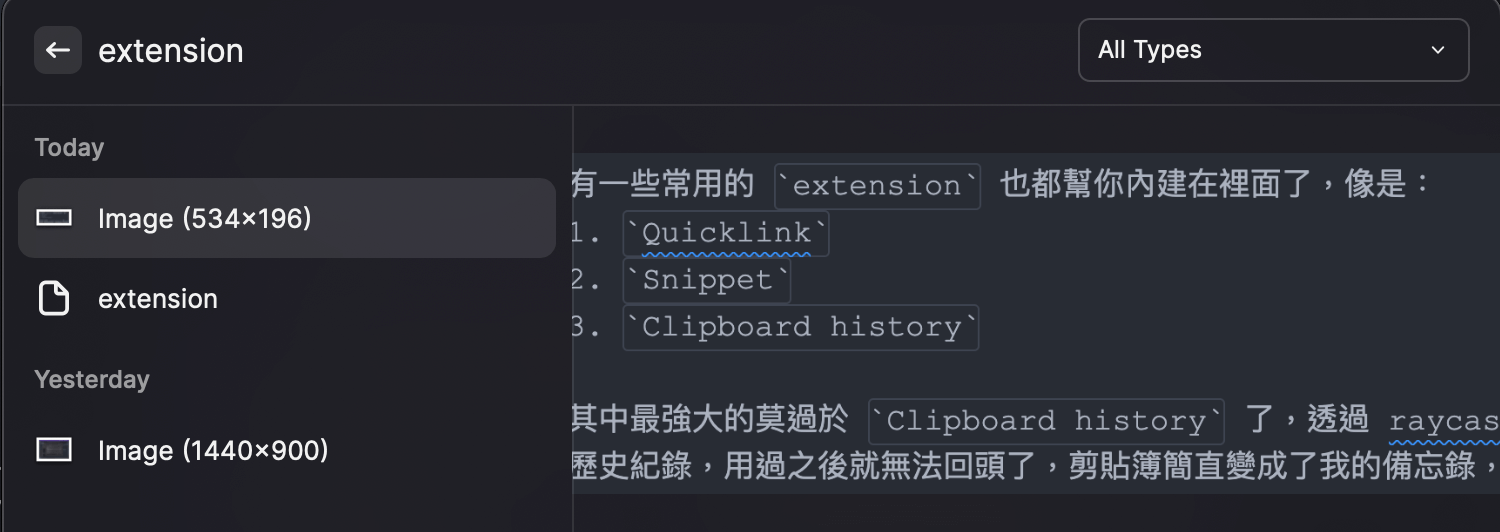 extension
All Types
Today
Image (534×196)
extension
Yesterday
Image (1440×900)
有一些常用的 `extension` 也都幫你內建在裡面了，像是：
1. `Quicklink`
2. `Snippet`
3. `Clipboard history`
其中最強大的莫過於 `Clipboard history` 了，透過 raycas
歷史紀錄，用過之後就無法回頭了，剪貼簿簡直變成了我的備忘錄，